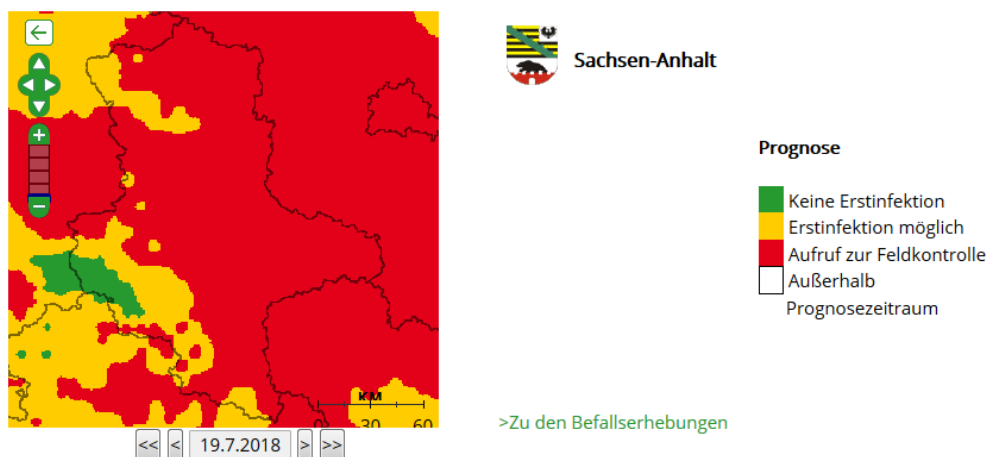 Sachsen-Anhalt
Prognose
Keine Erstinfektion
Erstinfektion möglich
Aufruf zur Feldkontrolle
Außerhalb
Prognosezeitraum
KM
0 30 60
>Zu den Befallserhebungen
<< < 19.7.2018 > >>